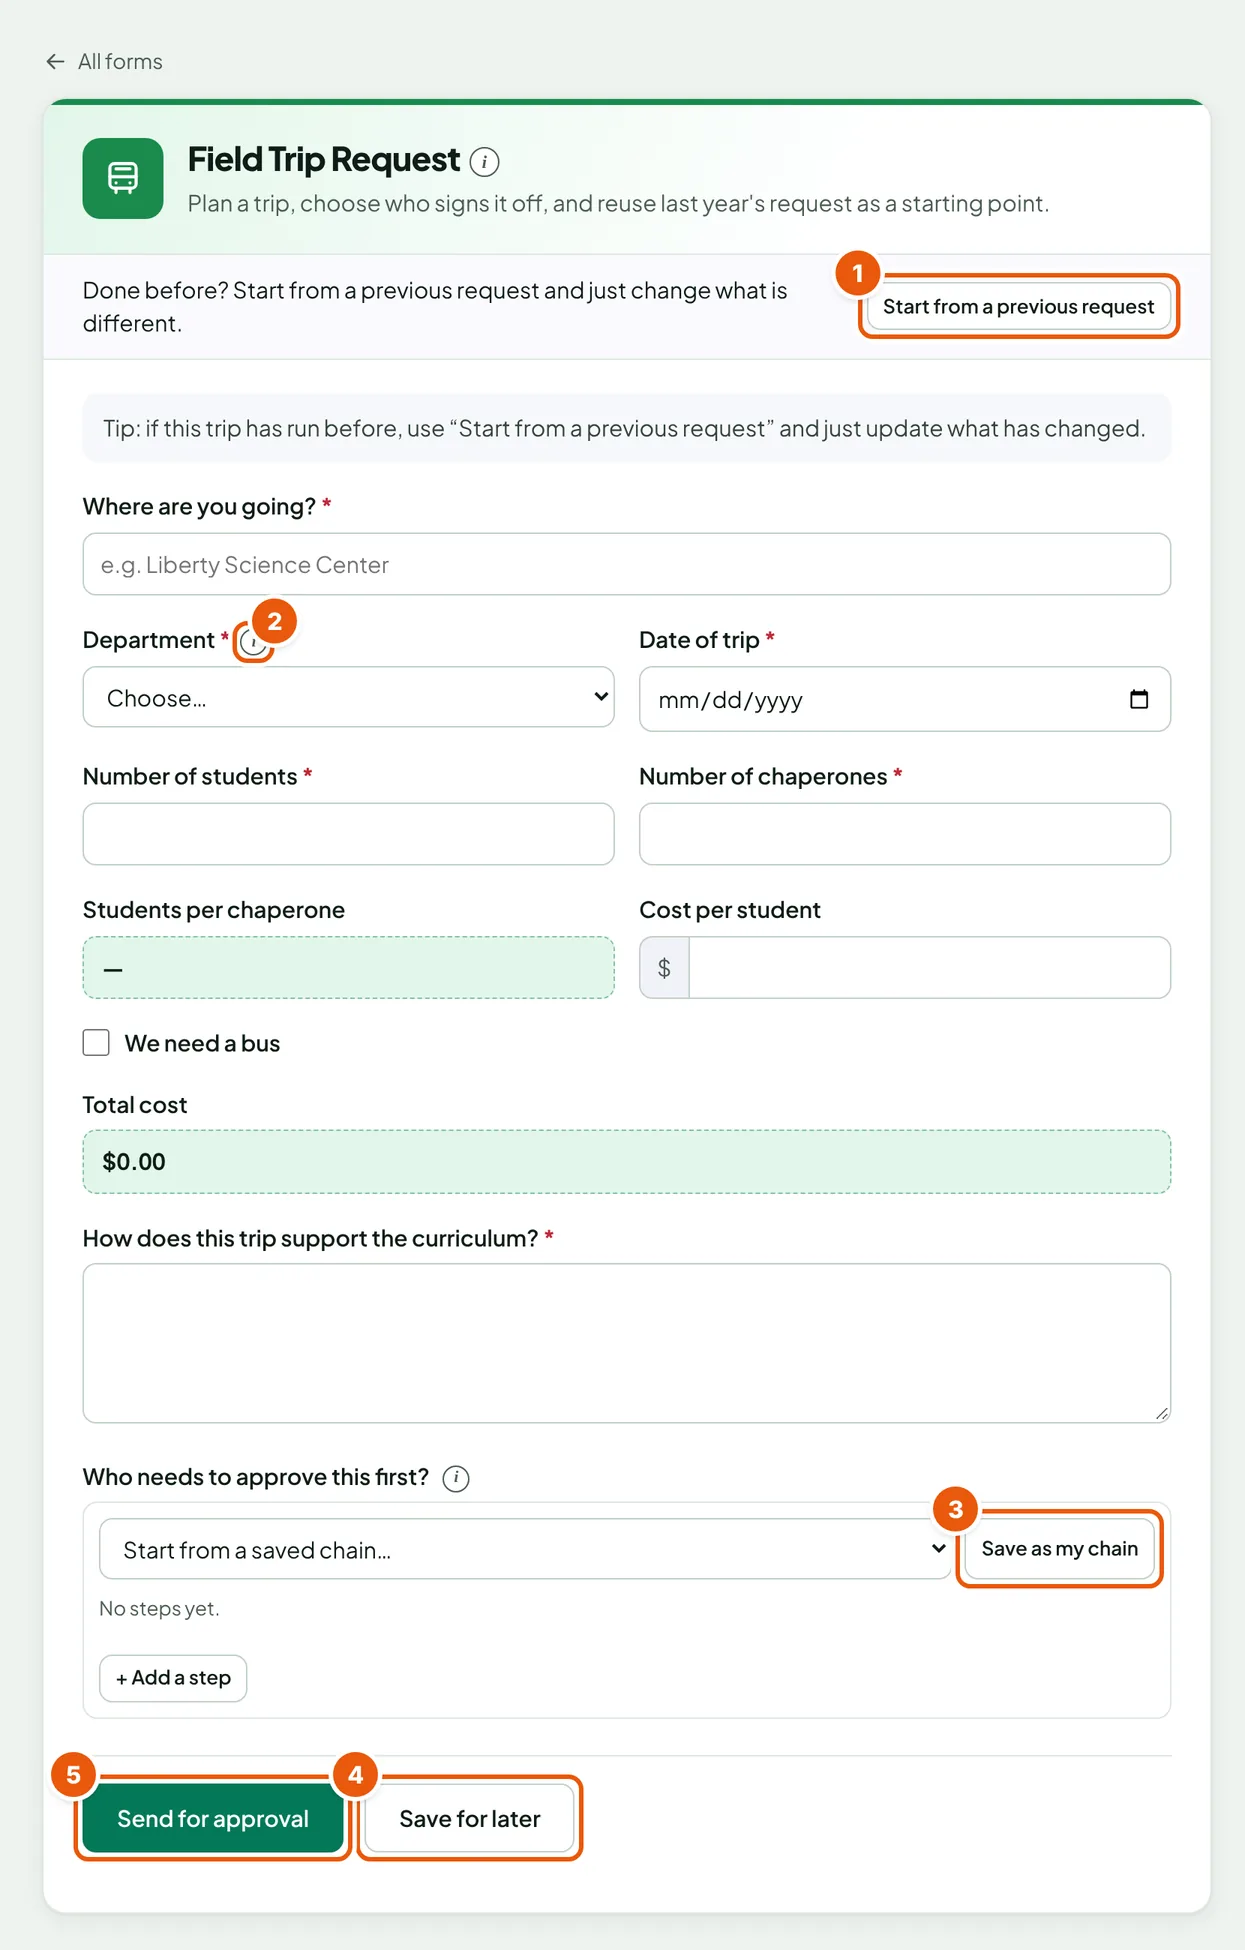 ← All forms
Field Trip Request i
Plan a trip, choose who signs it off, and reuse last year's request as a starting point.
1
Done before? Start from a previous request and just change what is
different.
Start from a previous request
Tip: if this trip has run before, use “Start from a previous request” and just update what has changed.
Where are you going? *
e.g. Liberty Science Center
2
Department * i
Date of trip *
Choose...
mm/dd/yyyy
Number of students *
Number of chaperones *
Students per chaperone
Cost per student
—
$
We need a bus
Total cost
$0.00
How does this trip support the curriculum? *
Who needs to approve this first? i
3
Start from a saved chain...
Save as my chain
No steps yet.
+ Add a step
5
4
Send for approval
Save for later